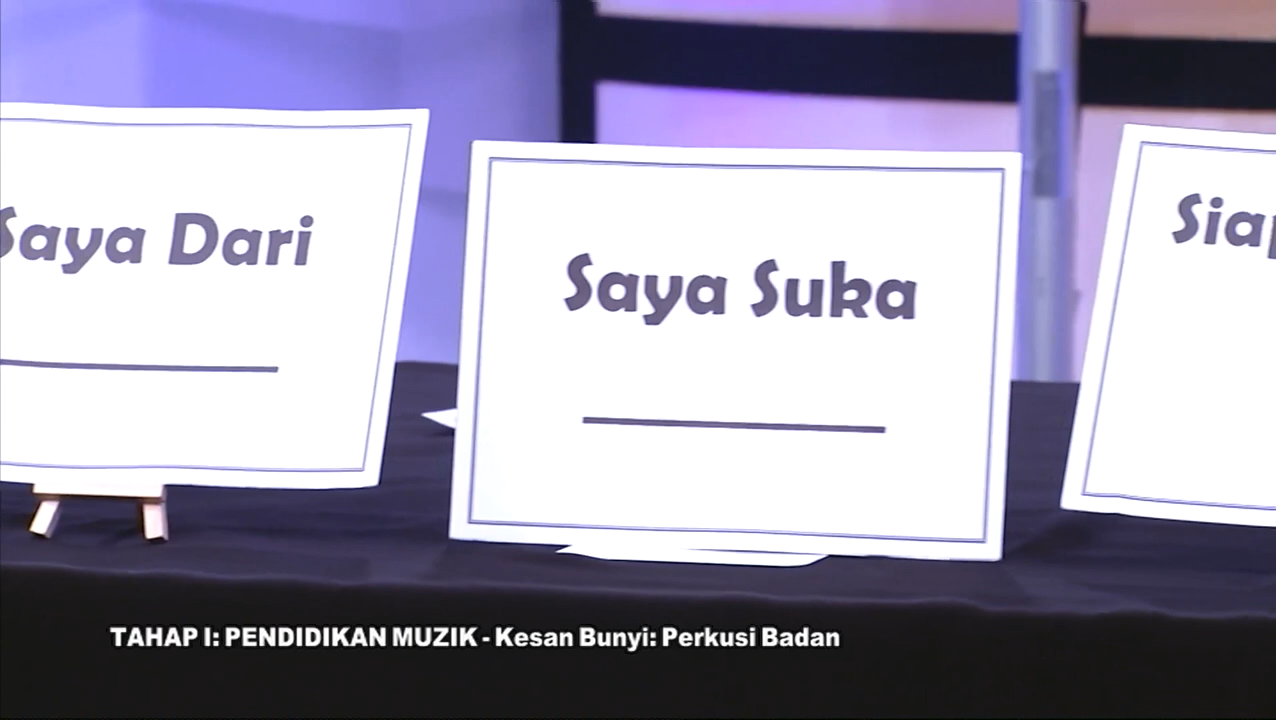 Saya Dari
Saya Suka
TAHAP I: PENDIDIKAN MUZIK - Kesan Bunyi: Perkusi Badan